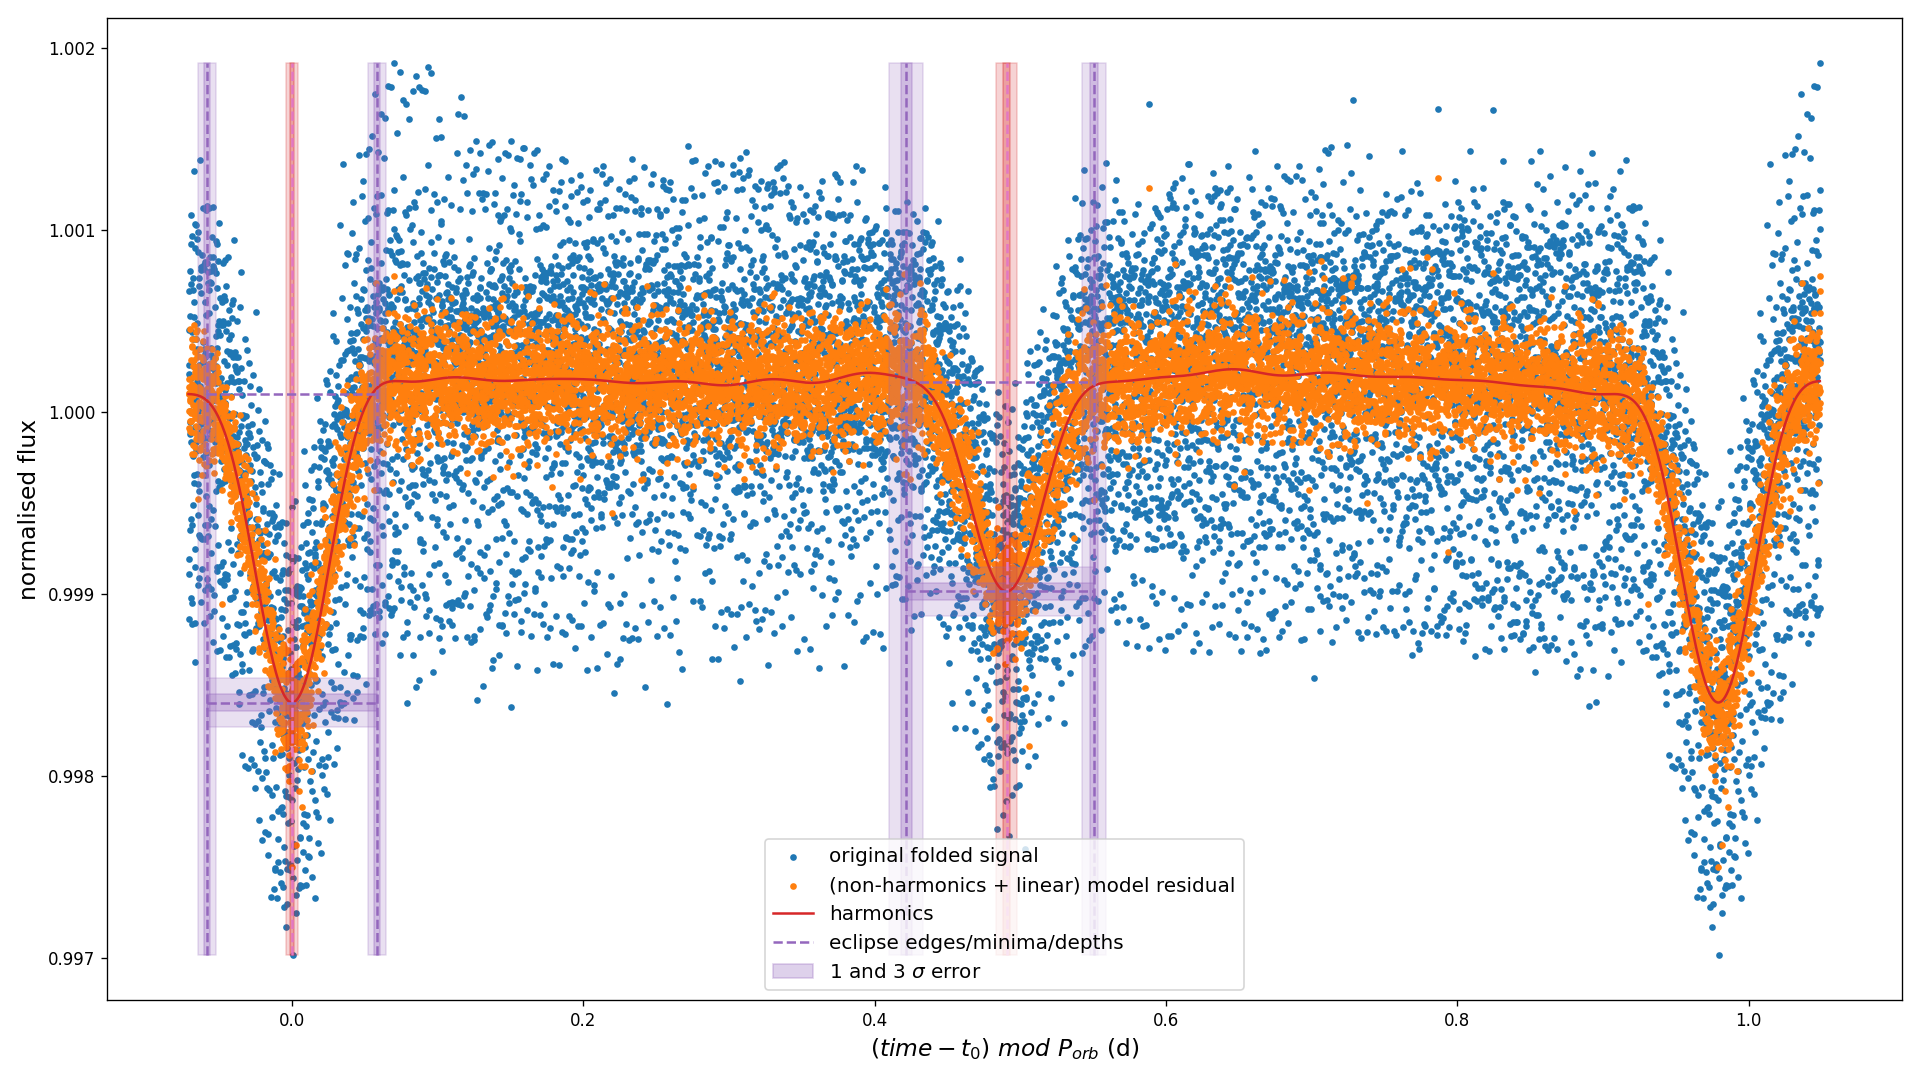 1.002
1.001
1.000
0.999
0.998
0.997
normalised flux
original folded signal
(non-harmonics + linear) model residual
harmonics
eclipse edges/minima/depths
1 and 3 σ error
0.0 0.2 0.4 0.6 0.8 1.0
(time − t₀) mod P_orb (d)